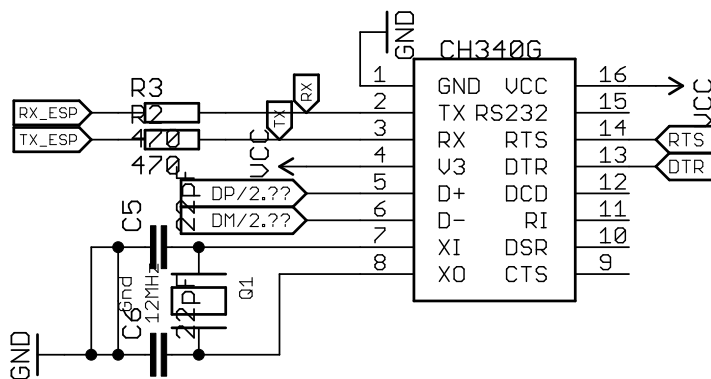 GND
CH340G
1 GND VCC 16 VCC
R3
RX
RX_ESP 2 TX RS232 15
R2
TX
TX_ESP 470 3 RX RTS 14 RTS
470 VCC 4 V3 DTR 13 DTR
22PF
DP/2.?? 5 D+ DCD 12
DM/2.?? 6 D- RI 11
C5
7 XI DSR 10
8 XO CTS 9
Gnd
12MHz
22PF
Q1
C6
GND